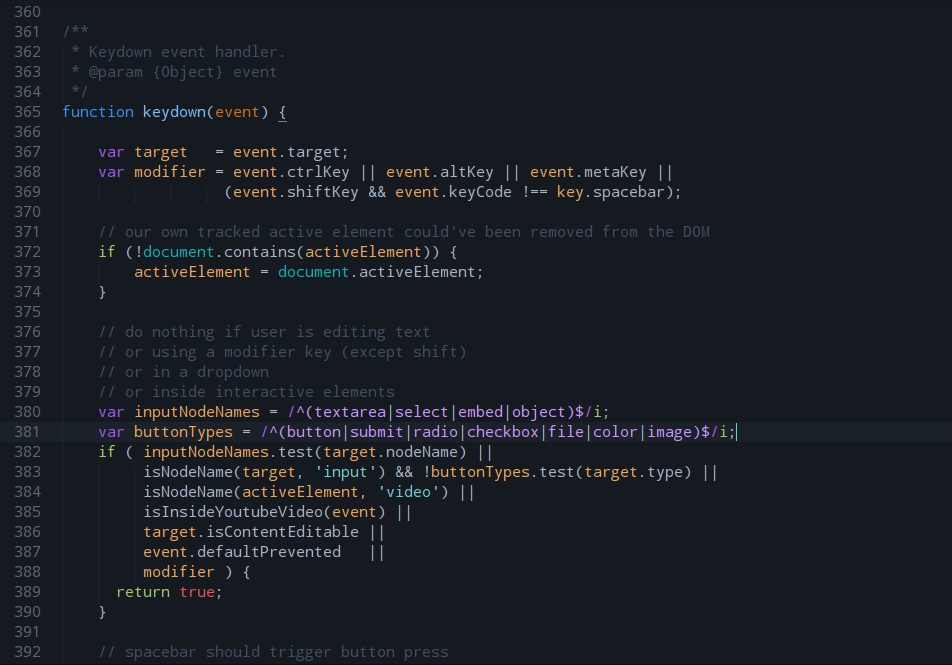 360
361 /**
362  * Keydown event handler.
363  * @param {Object} event
364  */
365 function keydown(event) {
366
367     var target   = event.target;
368     var modifier = event.ctrlKey || event.altKey || event.metaKey ||
369                   (event.shiftKey && event.keyCode !== key.spacebar);
370
371     // our own tracked active element could've been removed from the DOM
372     if (!document.contains(activeElement)) {
373         activeElement = document.activeElement;
374     }
375
376     // do nothing if user is editing text
377     // or using a modifier key (except shift)
378     // or in a dropdown
379     // or inside interactive elements
380     var inputNodeNames = /^(textarea|select|embed|object)$/i;
381     var buttonTypes = /^(button|submit|radio|checkbox|file|color|image)$/i;
382     if ( inputNodeNames.test(target.nodeName) ||
383          isNodeName(target, 'input') && !buttonTypes.test(target.type) ||
384          isNodeName(activeElement, 'video') ||
385          isInsideYoutubeVideo(event) ||
386          target.isContentEditable ||
387          event.defaultPrevented   ||
388          modifier ) {
389       return true;
390     }
391
392     // spacebar should trigger button press